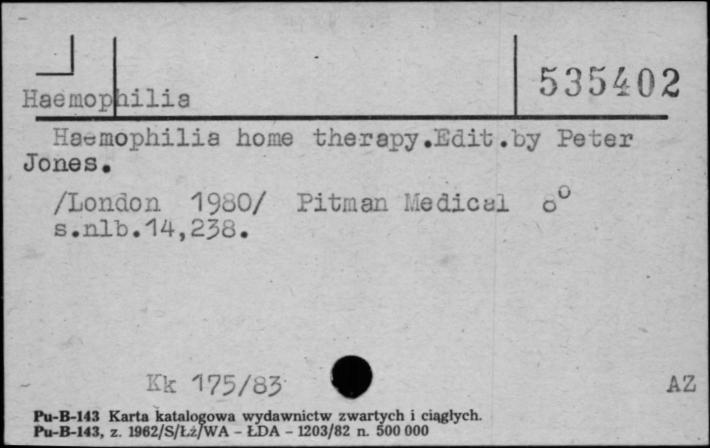 535402
Haemophilia
Haemophilia home therapy.Edit.by Peter
Jones.
/London 1980/ Pitman Medical 8°
s.nlb.14,238.
Kk 175/83
AZ
Pu-B-143 Karta katalogowa wydawnictw zwartych i ciągłych.
Pu-B-143, z. 1962/S/Łż/WA – ŁDA – 1203/82 n. 500 000